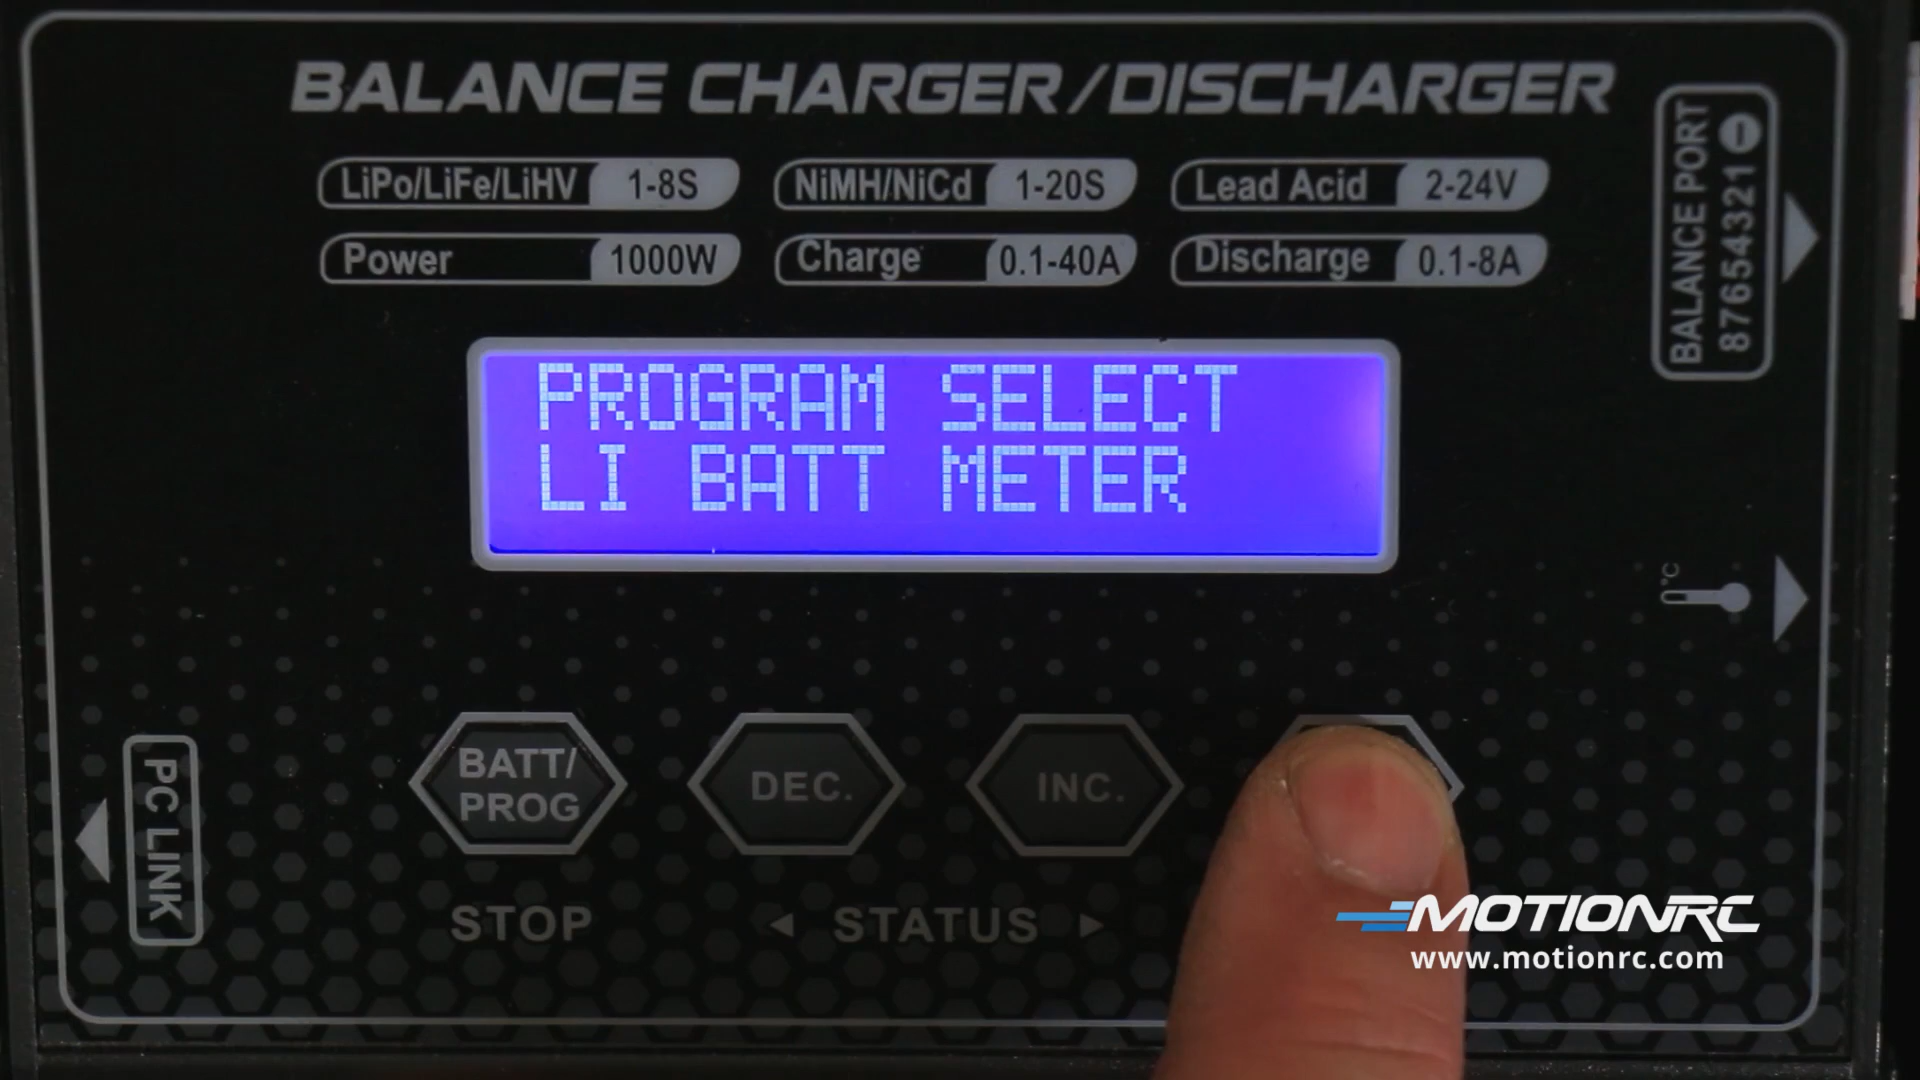 BALANCE CHARGER/DISCHARGER
LiPo/LiFe/LiHV 1-8S NiMH/NiCd 1-20S Lead Acid 2-24V
Power 1000W Charge 0.1-40A Discharge 0.1-8A
BALANCE PORT
87654321
PROGRAM SELECT
LI BATT METER
°C
PC LINK
BATT/
PROG
DEC.
INC.
STOP
STATUS
MOTIONRC
www.motionrc.com